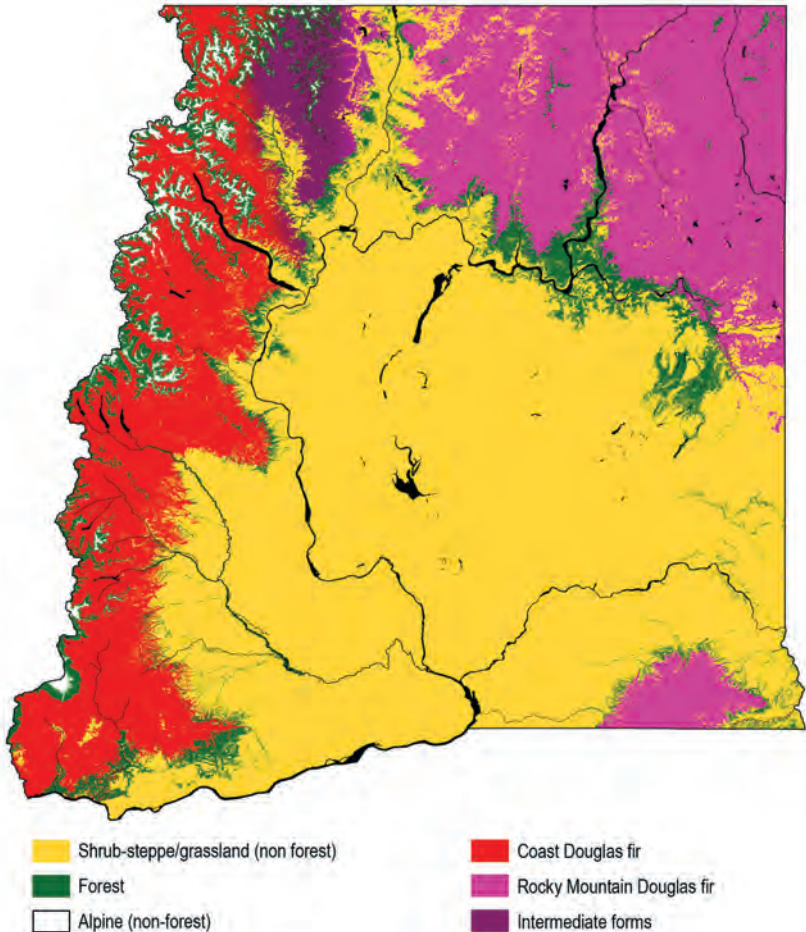 Shrub-steppe/grassland (non forest)
Forest
Alpine (non-forest)
Coast Douglas fir
Rocky Mountain Douglas fir
Intermediate forms